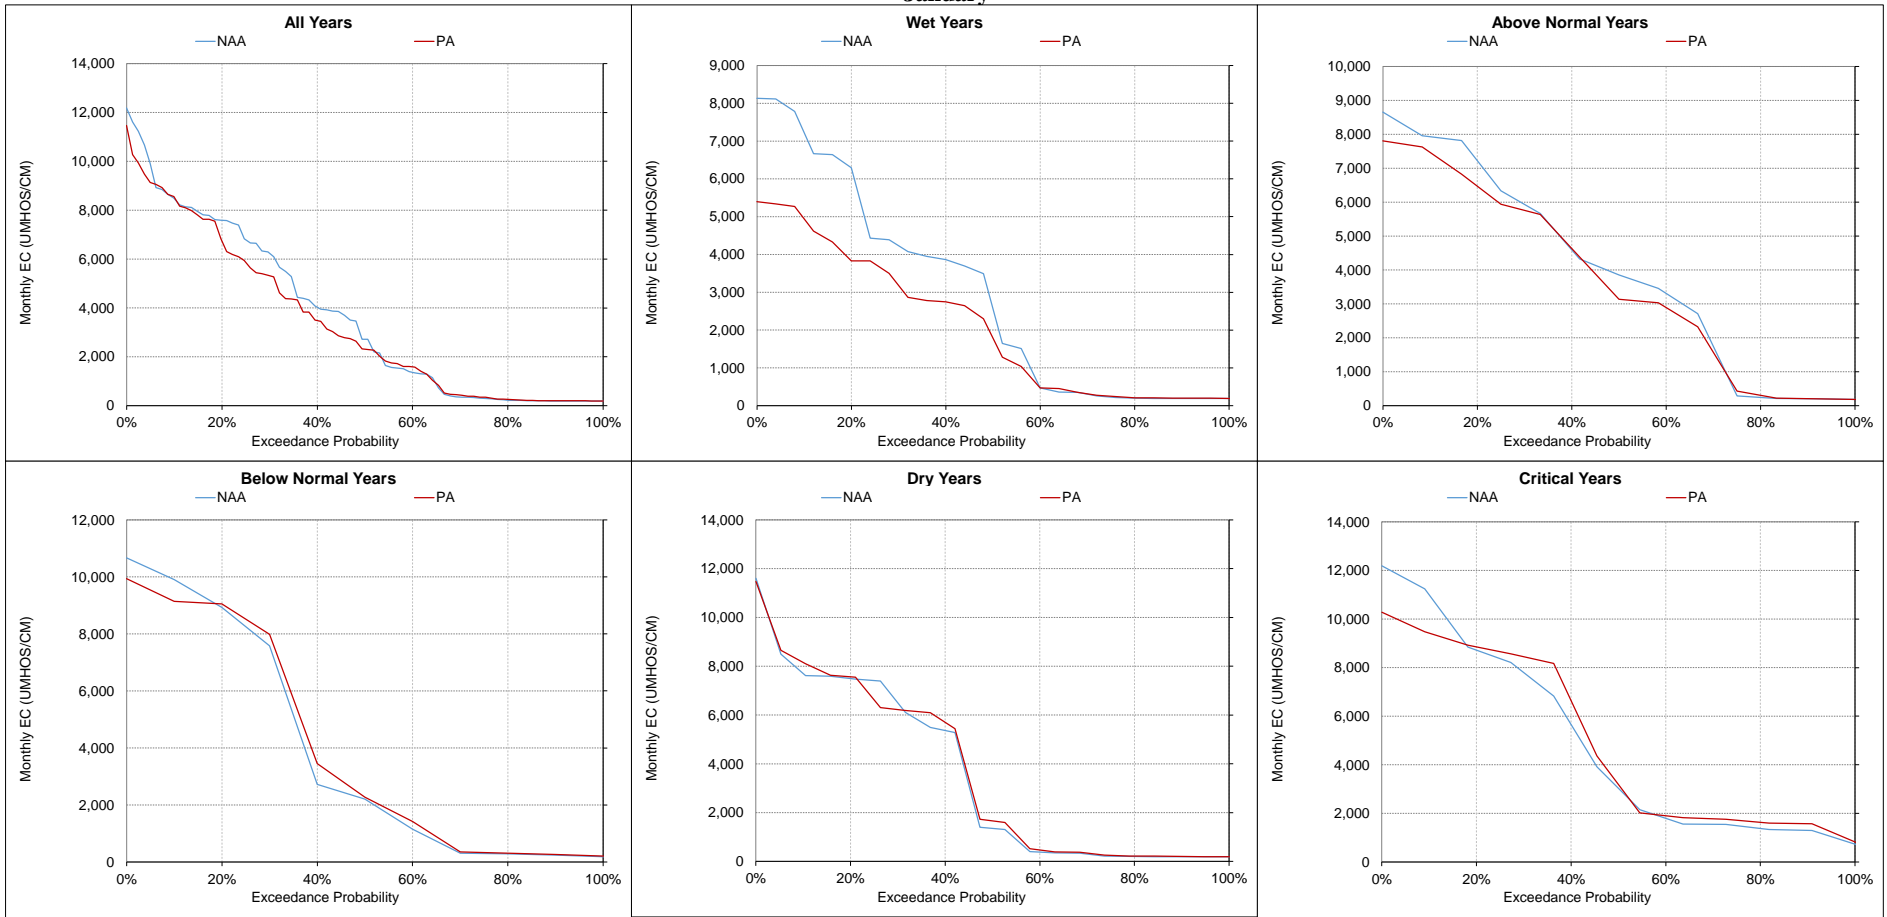 All Years
NAA PA
14,000
12,000
10,000
8,000
6,000
4,000
2,000
0
0% 20% 40% 60% 80% 100%
Monthly EC (UMHOS/CM)
Exceedance Probability
Wet Years
NAA PA
9,000
8,000
7,000
6,000
5,000
4,000
3,000
2,000
1,000
0
0% 20% 40% 60% 80% 100%
Monthly EC (UMHOS/CM)
Exceedance Probability
Above Normal Years
NAA PA
10,000
9,000
8,000
7,000
6,000
5,000
4,000
3,000
2,000
1,000
0
0% 20% 40% 60% 80% 100%
Monthly EC (UMHOS/CM)
Exceedance Probability
Below Normal Years
NAA PA
12,000
10,000
8,000
6,000
4,000
2,000
0
0% 20% 40% 60% 80% 100%
Monthly EC (UMHOS/CM)
Exceedance Probability
Dry Years
NAA PA
14,000
12,000
10,000
8,000
6,000
4,000
2,000
0
0% 20% 40% 60% 80% 100%
Monthly EC (UMHOS/CM)
Exceedance Probability
Critical Years
NAA PA
14,000
12,000
10,000
8,000
6,000
4,000
2,000
0
0% 20% 40% 60% 80% 100%
Monthly EC (UMHOS/CM)
Exceedance Probability